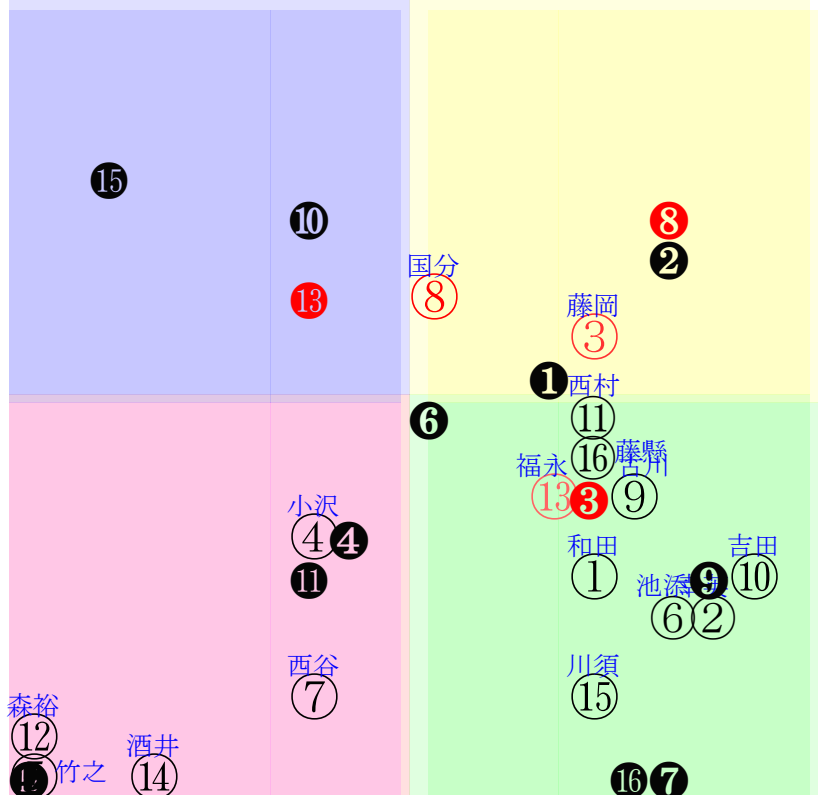 ⓯
❿
❽
❷
⓭
国分
⑧
藤岡
③
❶
西村
⑪
❻
⑯
藤懸
福永
古川
⑬
❸
⑨
小沢
④
❹
和田
①
吉田
⑩
⓫
❾
池添
⑥
②
西谷
⑦
川須
⑮
森裕
⑫
酒井
⑭
竹之
⓰
❼